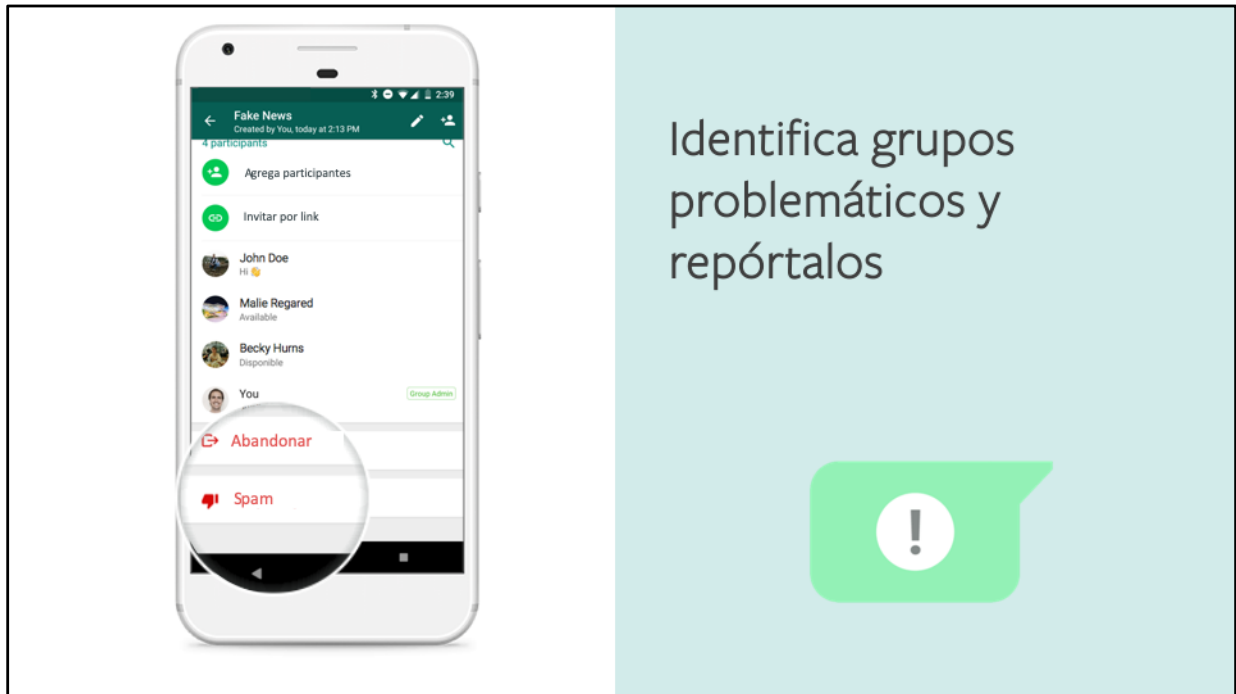 2:39
Fake News
Created by You, today at 2:13 PM
4 participants
Agrega participantes
Invitar por link
John Doe
Hi 👋
Malie Regared
Available
Becky Hurns
Disponible
You
Group Admin
Abandonar
Spam
Identifica grupos
problemáticos y
repórtalos
!